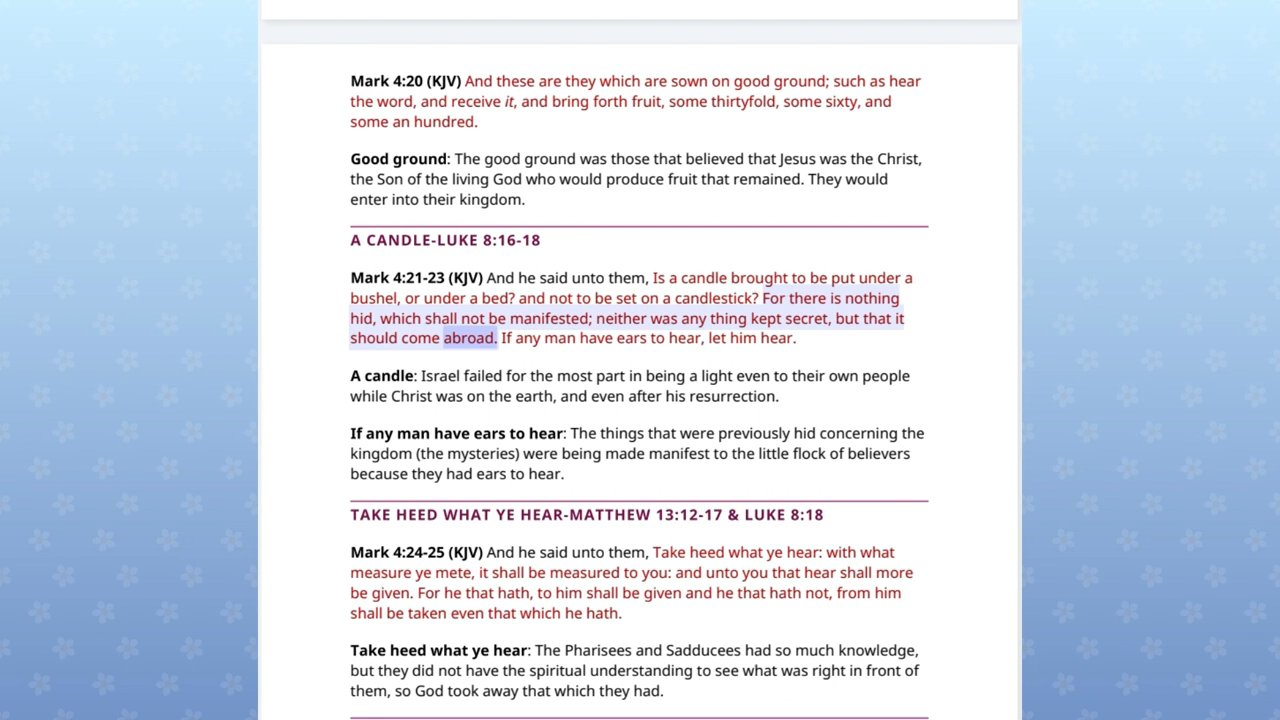 Mark 4:20 (KJV) And these are they which are sown on good ground; such as hear
the word, and receive it, and bring forth fruit, some thirtyfold, some sixty, and
some an hundred.
Good ground: The good ground was those that believed that Jesus was the Christ,
the Son of the living God who would produce fruit that remained. They would
enter into their kingdom.
A CANDLE-LUKE 8:16-18
Mark 4:21-23 (KJV) And he said unto them, Is a candle brought to be put under a
bushel, or under a bed? and not to be set on a candlestick? For there is nothing
hid, which shall not be manifested; neither was any thing kept secret, but that it
should come abroad. If any man have ears to hear, let him hear.
A candle: Israel failed for the most part in being a light even to their own people
while Christ was on the earth, and even after his resurrection.
If any man have ears to hear: The things that were previously hid concerning the
kingdom (the mysteries) were being made manifest to the little flock of believers
because they had ears to hear.
TAKE HEED WHAT YE HEAR-MATTHEW 13:12-17 & LUKE 8:18
Mark 4:24-25 (KJV) And he said unto them, Take heed what ye hear: with what
measure ye mete, it shall be measured to you: and unto you that hear shall more
be given. For he that hath, to him shall be given and he that hath not, from him
shall be taken even that which he hath.
Take heed what ye hear: The Pharisees and Sadducees had so much knowledge,
but they did not have the spiritual understanding to see what was right in front of
them, so God took away that which they had.